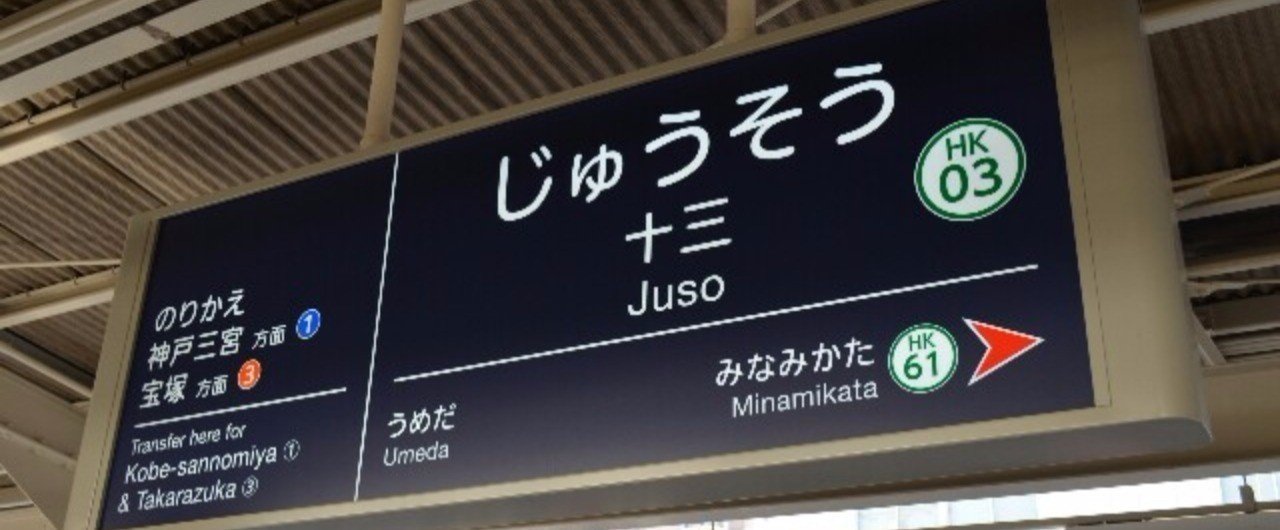 のりかえ
神戸三宮 方面 1
宝塚 方面 3
Transfer here for
Kobe-sannomiya ①
& Takarazuka ③
じゅうそう
十三
Juso
HK
03
うめだ
Umeda
みなみかた
Minamikata
HK
61